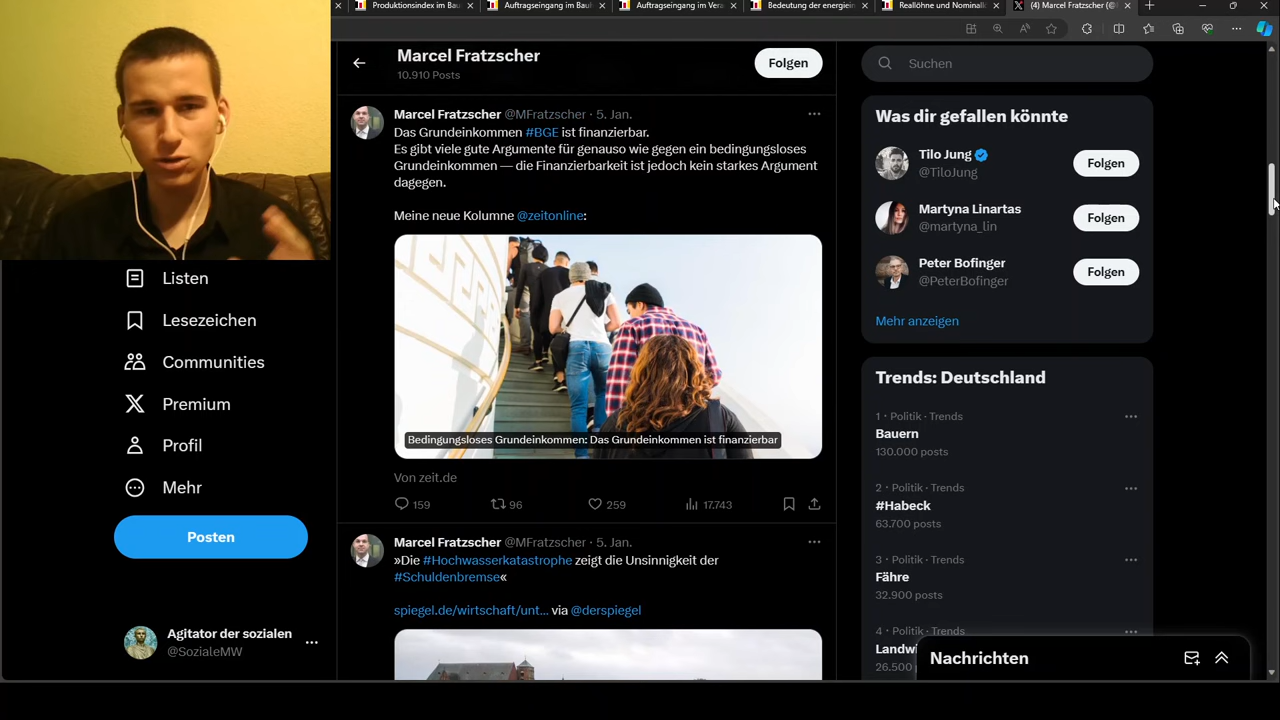 Produktionsindex im Bau
Auftragseingang im Bau
Auftragseingang im Vera
Bedeutung der energiein
Reallöhne und Nominall
(4) Marcel Fratzscher (@
Marcel Fratzscher
10.910 Posts
Folgen
Marcel Fratzscher @MFratzscher · 5. Jan.
Das Grundeinkommen #BGE ist finanzierbar.
Es gibt viele gute Argumente für genauso wie gegen ein bedingungsloses
Grundeinkommen — die Finanzierbarkeit ist jedoch kein starkes Argument
dagegen.
Meine neue Kolumne @zeitonline:
Bedingungsloses Grundeinkommen: Das Grundeinkommen ist finanzierbar
Von zeit.de
159
96
259
17.743
Marcel Fratzscher @MFratzscher · 5. Jan.
»Die #Hochwasserkatastrophe zeigt die Unsinnigkeit der
#Schuldenbremse«
spiegel.de/wirtschaft/unt... via @derspiegel
Listen
Lesezeichen
Communities
Premium
Profil
Mehr
Posten
Agitator der sozialen
@SozialeMW
Suchen
Was dir gefallen könnte
Tilo Jung
@TiloJung
Folgen
Martyna Linartas
@martyna_lin
Folgen
Peter Bofinger
@PeterBofinger
Folgen
Mehr anzeigen
Trends: Deutschland
1 · Politik · Trends
Bauern
130.000 posts
2 · Politik · Trends
#Habeck
63.700 posts
3 · Politik · Trends
Fähre
32.900 posts
4 · Politik · Trends
Landwi
26.500
Nachrichten